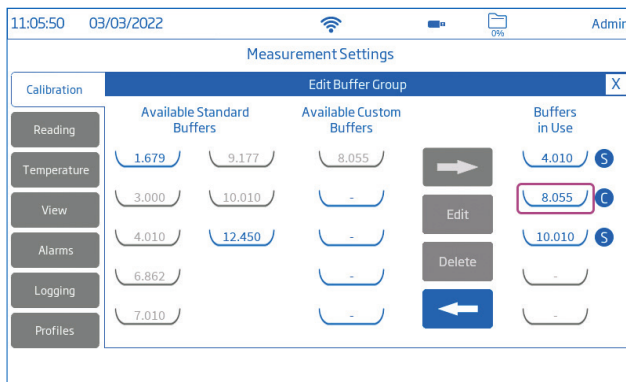 11:05:50 03/03/2022 0% Admin
Measurement Settings
Edit Buffer Group X
Calibration
Reading
Temperature
View
Alarms
Logging
Profiles
Available Standard
Buffers
Available Custom
Buffers
Buffers
in Use
1.679 9.177 8.055 4.010 S
3.000 10.010 - Edit 8.055 C
4.010 12.450 - Delete 10.010 S
6.862 - -
7.010 - -